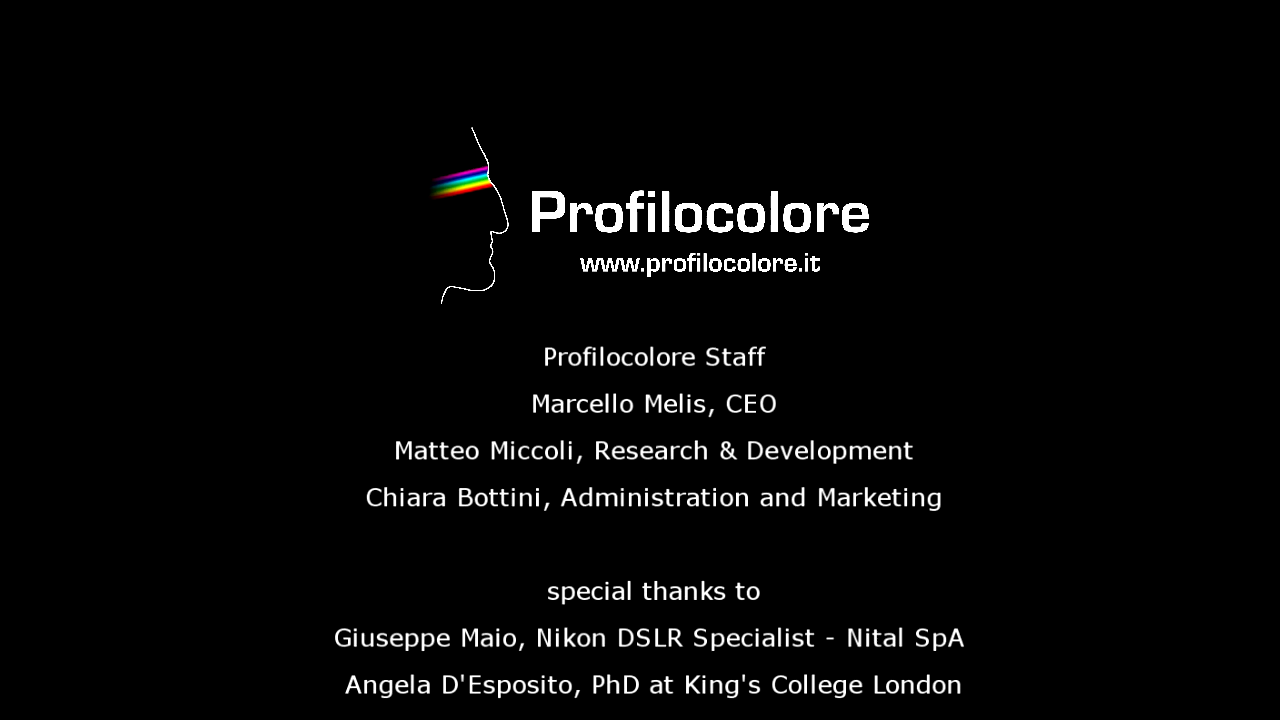 Profilocolore
www.profilocolore.it
Profilocolore Staff
Marcello Melis, CEO
Matteo Miccoli, Research & Development
Chiara Bottini, Administration and Marketing
special thanks to
Giuseppe Maio, Nikon DSLR Specialist - Nital SpA
Angela D'Esposito, PhD at King's College London